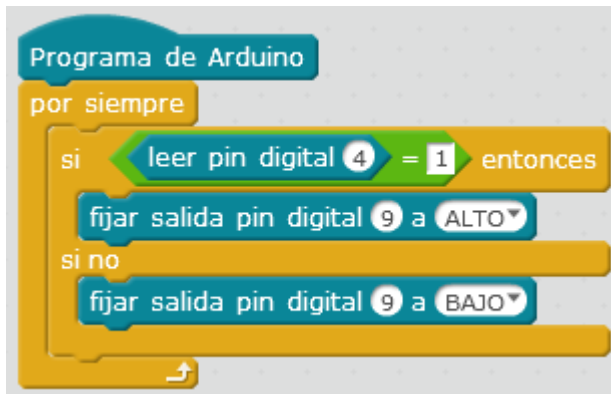 Programa de Arduino
por siempre
si leer pin digital 4 = 1 entonces
fijar salida pin digital 9 a ALTO
si no
fijar salida pin digital 9 a BAJO